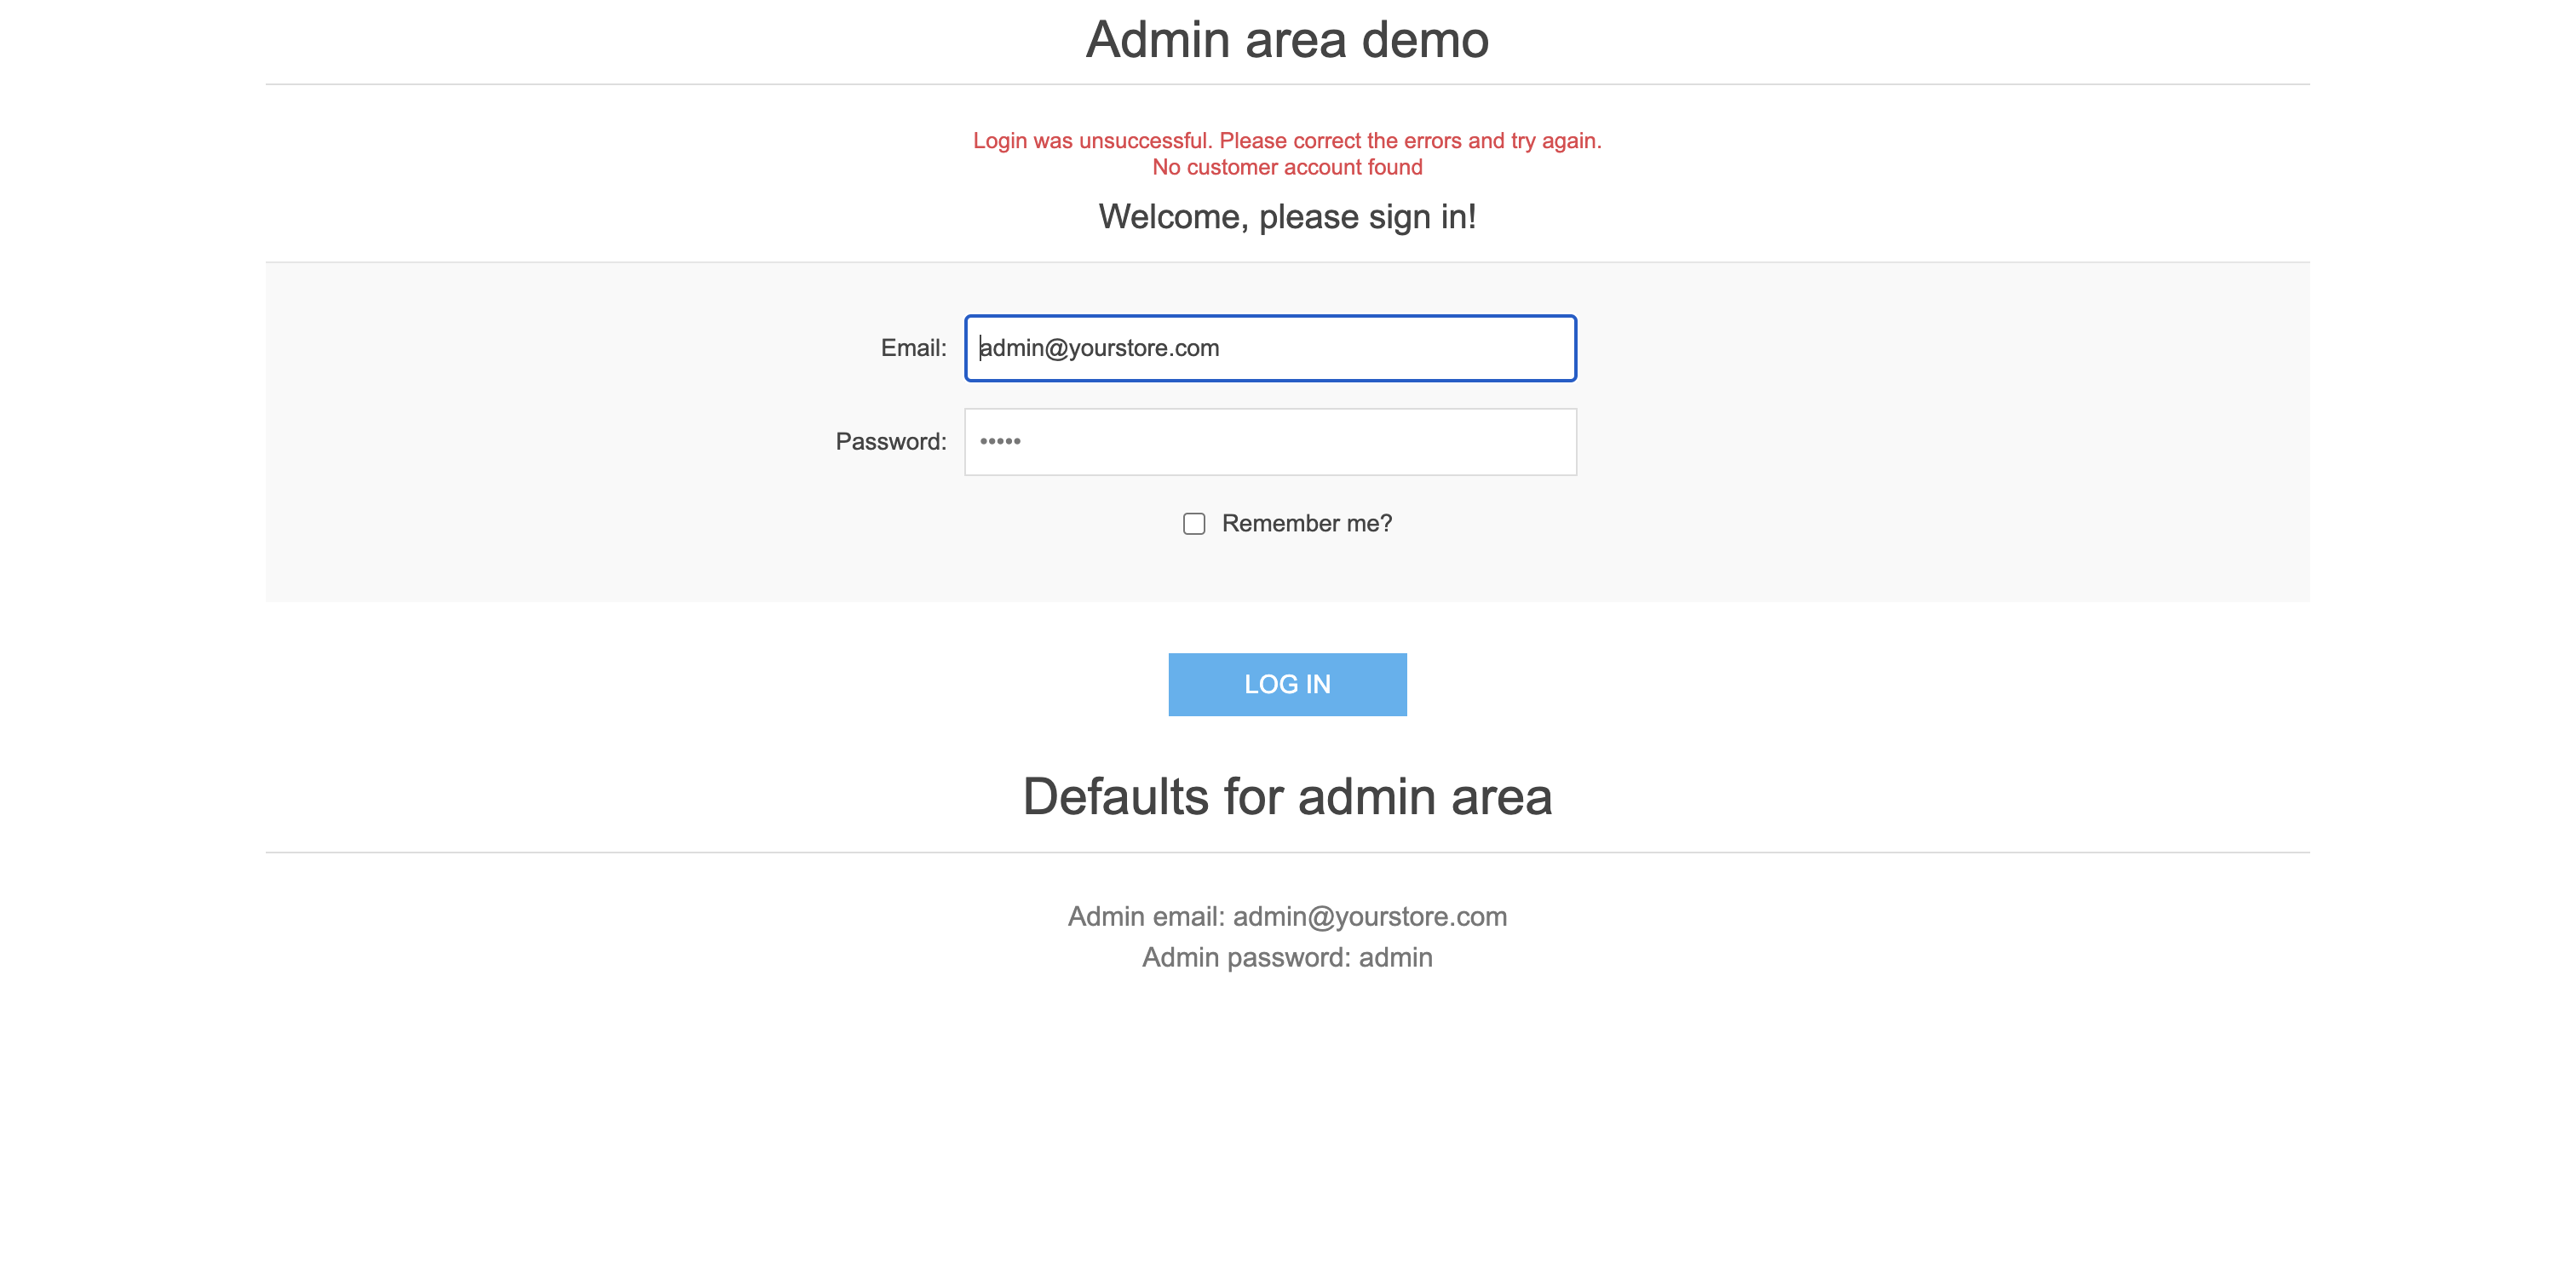 Admin area demo
Login was unsuccessful. Please correct the errors and try again.
No customer account found
Welcome, please sign in!
Email: admin@yourstore.com
Password: •••••
Remember me?
LOG IN
Defaults for admin area
Admin email: admin@yourstore.com
Admin password: admin